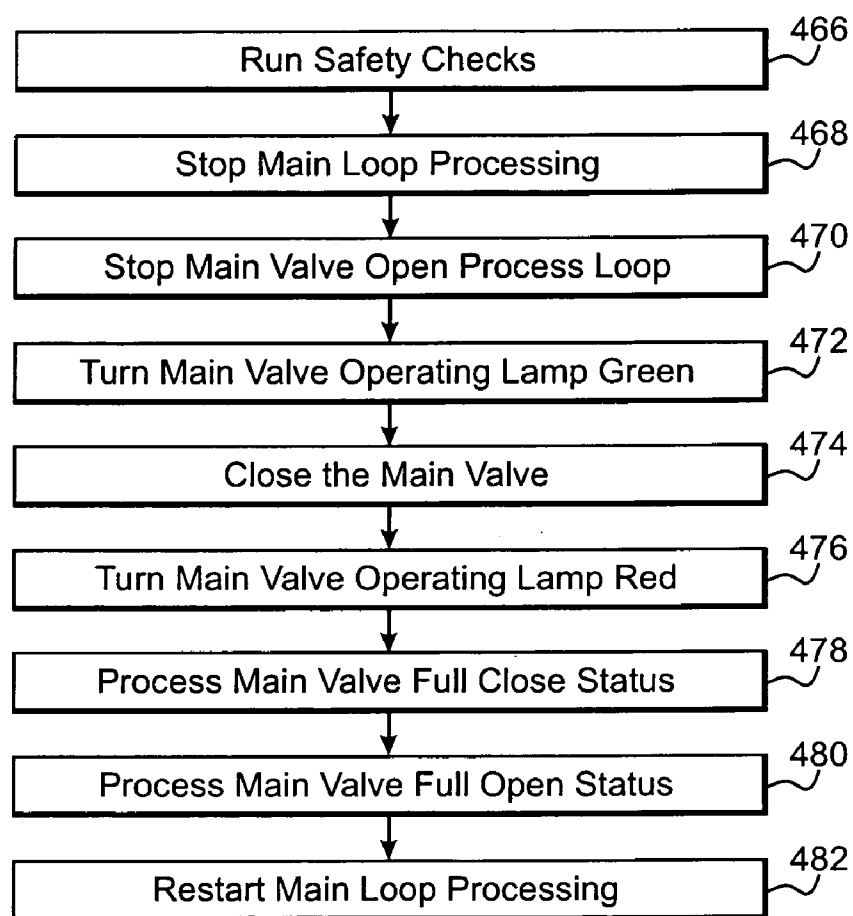 466
Run Safety Checks
468
Stop Main Loop Processing
470
Stop Main Valve Open Process Loop
472
Turn Main Valve Operating Lamp Green
474
Close the Main Valve
476
Turn Main Valve Operating Lamp Red
478
Process Main Valve Full Close Status
480
Process Main Valve Full Open Status
482
Restart Main Loop Processing